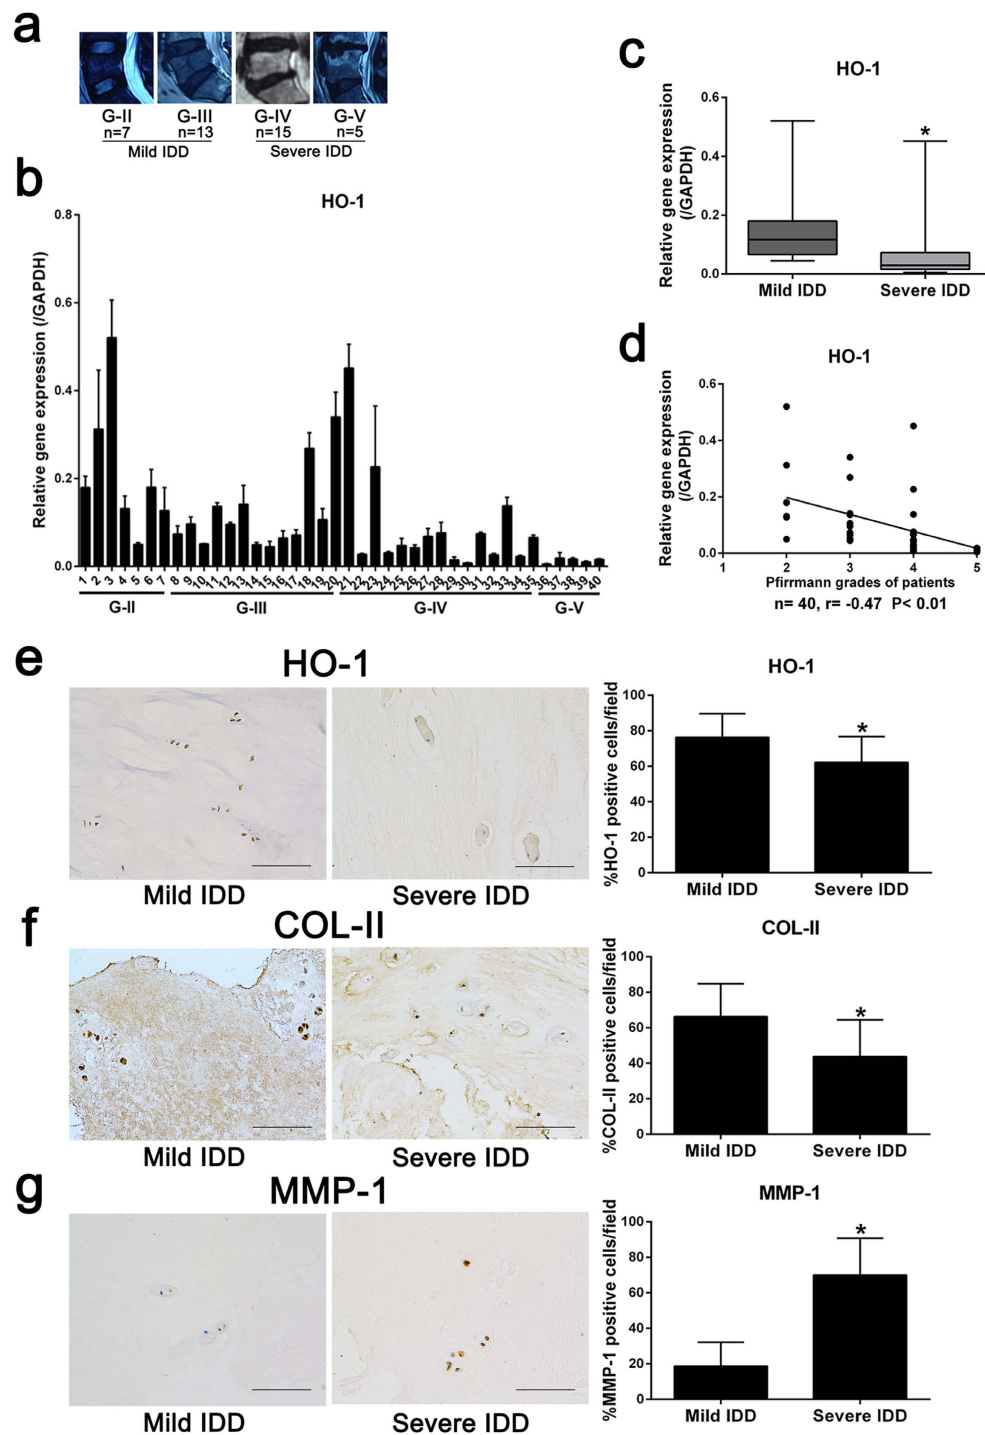 a
G-II G-III G-IV G-V
n=7 n=13 n=15 n=5
Mild IDD Severe IDD
b
HO-1
Relative gene expression (/GAPDH)
0.8
0.6
0.4
0.2
0.0
1 2 3 4 5 6 7 8 9 10 11 12 13 14 15 16 17 18 19 20 21 22 23 24 25 26 27 28 29 30 31 32 33 34 35 36 37 38 39 40
G-II G-III G-IV G-V
c
HO-1
Relative gene expression
(/GAPDH)
0.6
0.4
0.2
0.0
*
Mild IDD Severe IDD
d
HO-1
Relative gene expression
(/GAPDH)
0.6
0.4
0.2
0.0
1 2 3 4 5
Pfirrmann grades of patients
n= 40, r= -0.47 P< 0.01
e
HO-1
Mild IDD Severe IDD
HO-1
%HO-1 positive cells/field
100
80
60
40
20
0
*
Mild IDD Severe IDD
f
COL-II
Mild IDD Severe IDD
COL-II
%COL-II positive cells/field
100
80
60
40
20
0
*
Mild IDD Severe IDD
g
MMP-1
Mild IDD Severe IDD
MMP-1
%MMP-1 positive cells/field
100
80
60
40
20
0
*
Mild IDD Severe IDD